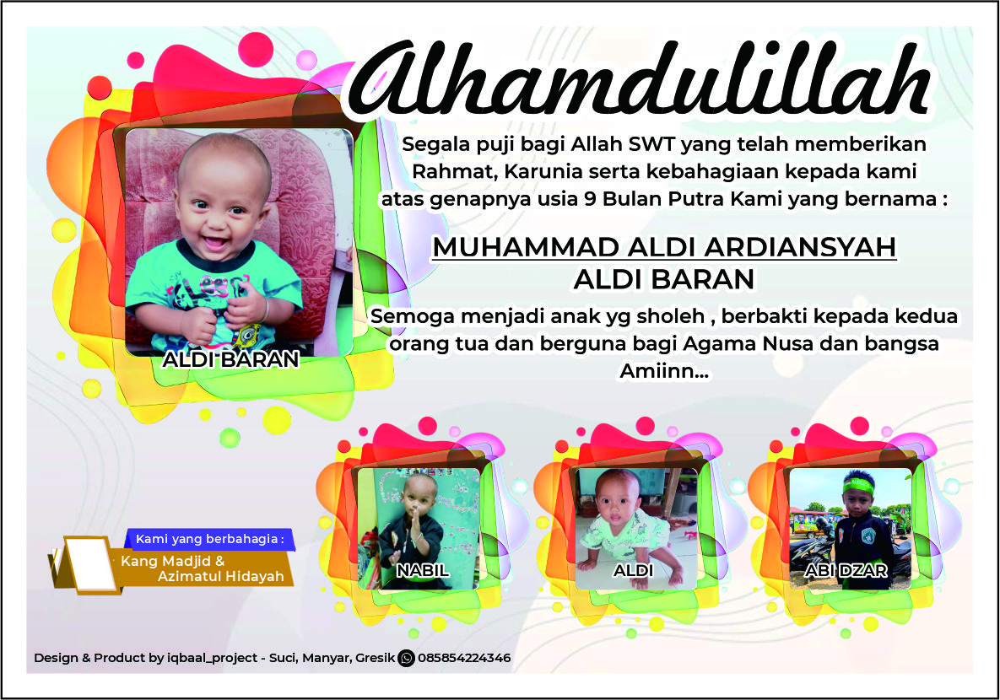 Alhamdulillah
Segala puji bagi Allah SWT yang telah memberikan
Rahmat, Karunia serta kebahagiaan kepada kami
atas genapnya usia 9 Bulan Putra Kami yang bernama :
MUHAMMAD ALDI ARDIANSYAH
ALDI BARAN
Semoga menjadi anak yg sholeh , berbakti kepada kedua
orang tua dan berguna bagi Agama Nusa dan bangsa
Amiinn...
ALDI BARAN
NABIL
ALDI
ABI DZAR
Kami yang berbahagia :
Kang Madjid &
Azimatul Hidayah
Design & Product by iqbaal_project - Suci, Manyar, Gresik 085854224346